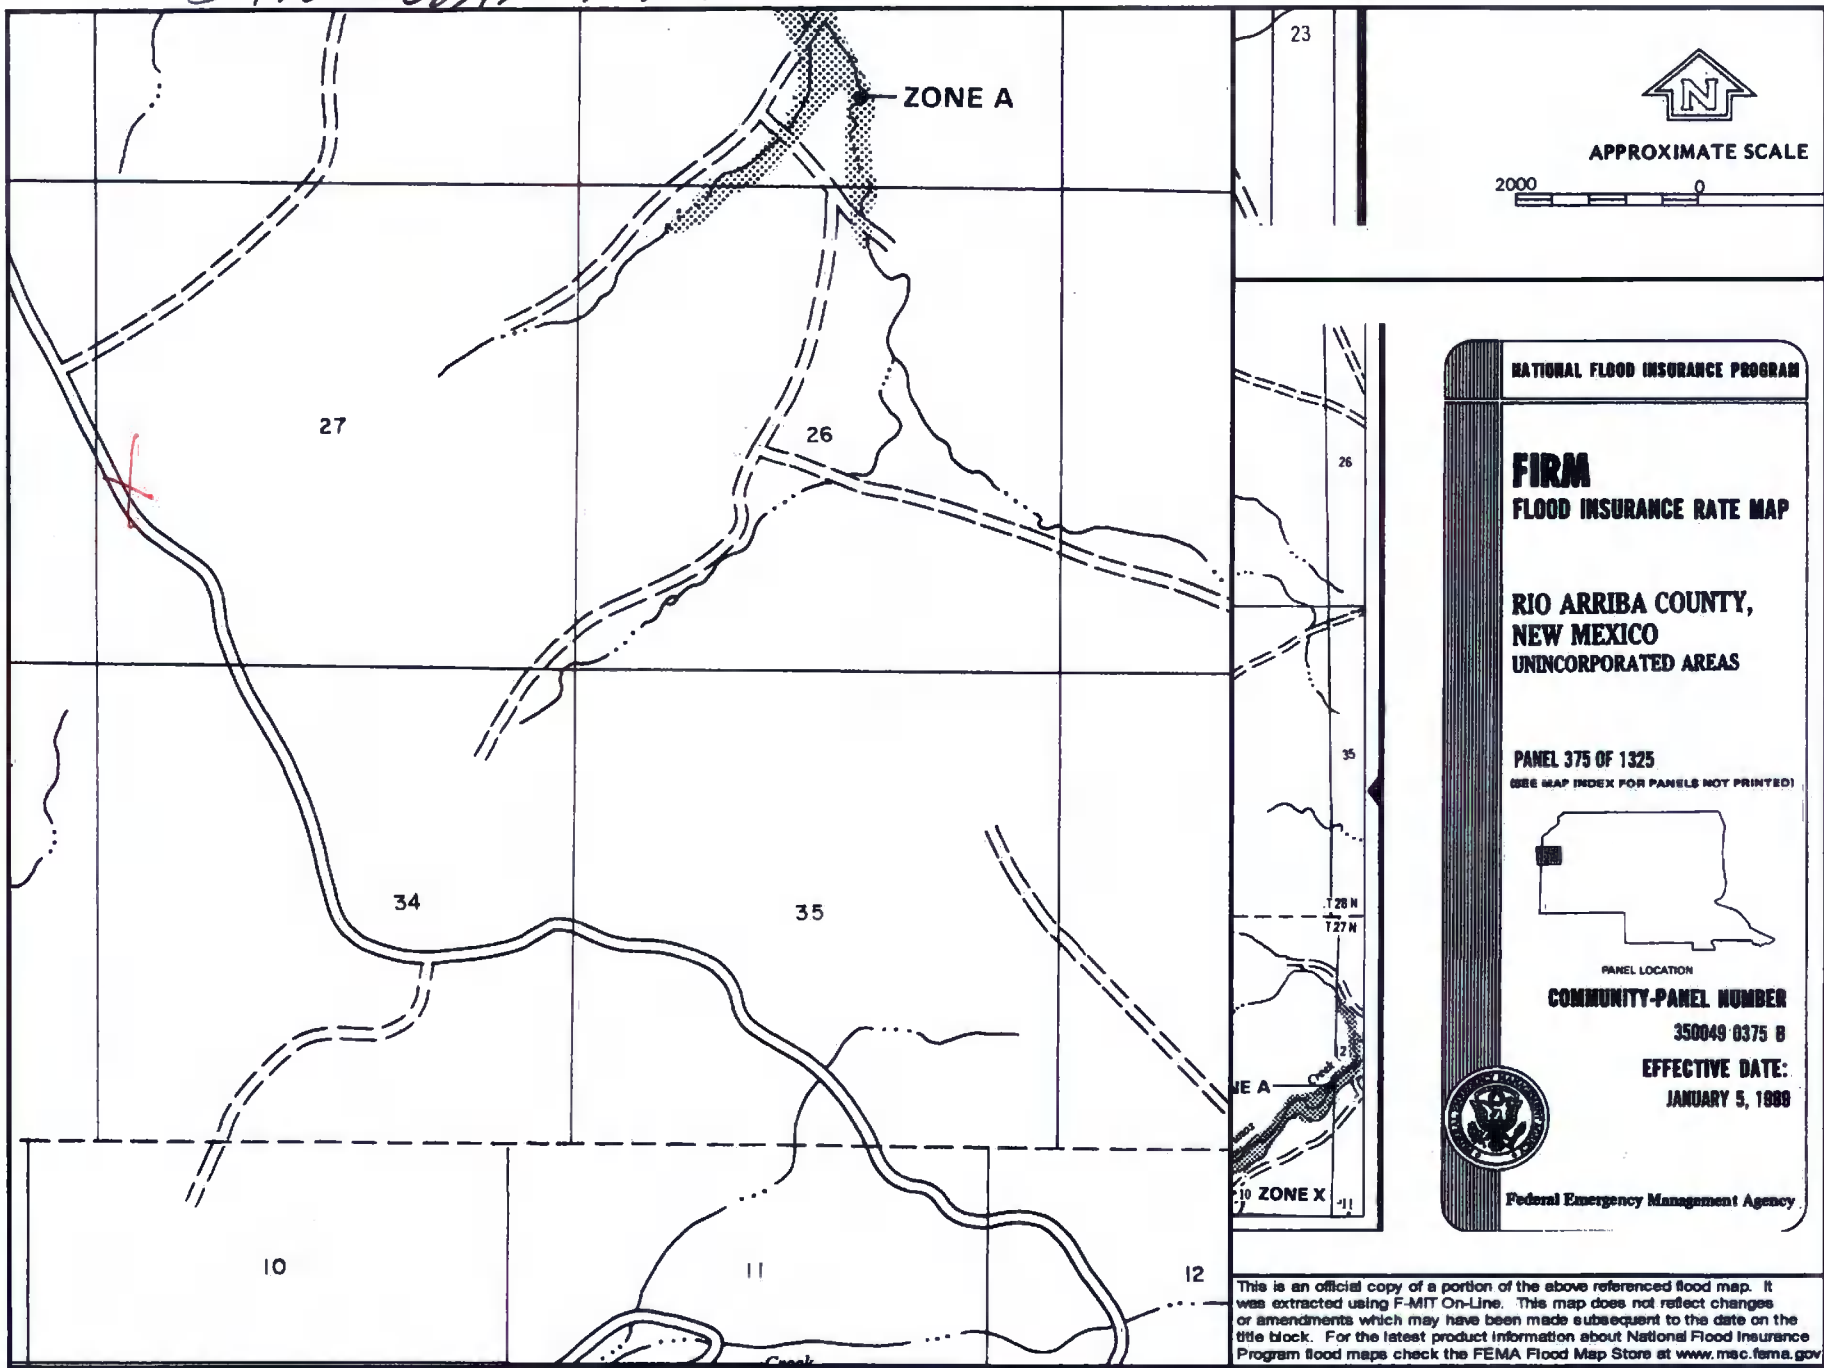 ZONE A
27
26
34
35
10
11
12
Creek
23
APPROXIMATE SCALE
2000 0
26
35
T 28 N
T 27 N
2
Creek
NE A
10 ZONE X 11
NATIONAL FLOOD INSURANCE PROGRAM
FIRM
FLOOD INSURANCE RATE MAP
RIO ARRIBA COUNTY,
NEW MEXICO
UNINCORPORATED AREAS
PANEL 375 OF 1325
(SEE MAP INDEX FOR PANELS NOT PRINTED)
PANEL LOCATION
COMMUNITY-PANEL NUMBER
350049 0375 B
EFFECTIVE DATE:
JANUARY 5, 1989
Federal Emergency Management Agency
This is an official copy of a portion of the above referenced flood map. It
was extracted using F-MIT On-Line. This map does not reflect changes
or amendments which may have been made subsequent to the date on the
title block. For the latest product information about National Flood Insurance
Program flood maps check the FEMA Flood Map Store at www.msc.fema.gov